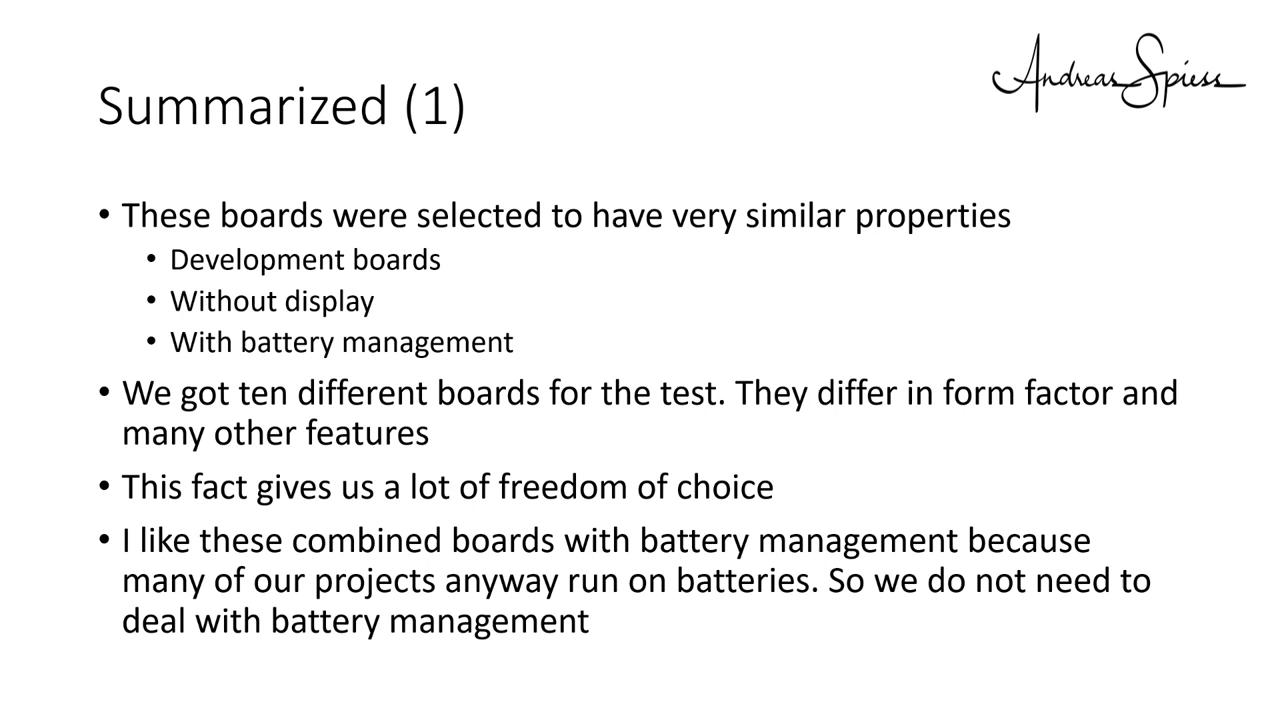 Andreas Spiess
Summarized (1)
• These boards were selected to have very similar properties
• Development boards
• Without display
• With battery management
• We got ten different boards for the test. They differ in form factor and
many other features
• This fact gives us a lot of freedom of choice
• I like these combined boards with battery management because
many of our projects anyway run on batteries. So we do not need to
deal with battery management